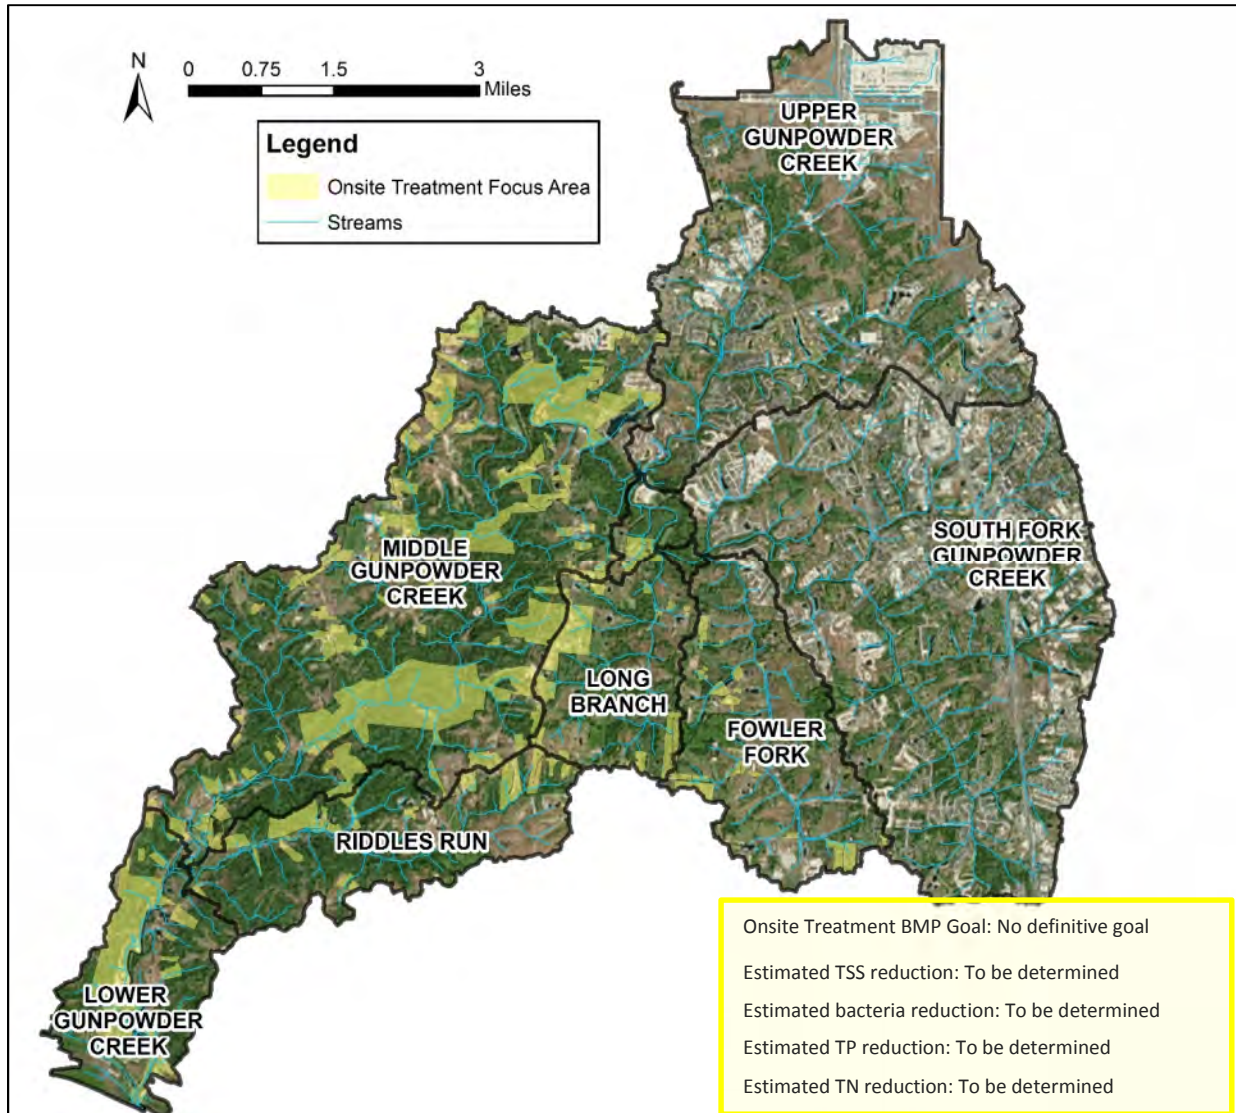 N
0 0.75 1.5 3
Miles
Legend
Onsite Treatment Focus Area
Streams
UPPER
GUNPOWDER
CREEK
SOUTH FORK
GUNPOWDER
CREEK
MIDDLE
GUNPOWDER
CREEK
LONG
BRANCH
FOWLER
FORK
RIDDLES RUN
LOWER
GUNPOWDER
CREEK
Onsite Treatment BMP Goal: No definitive goal
Estimated TSS reduction: To be determined
Estimated bacteria reduction: To be determined
Estimated TP reduction: To be determined
Estimated TN reduction: To be determined